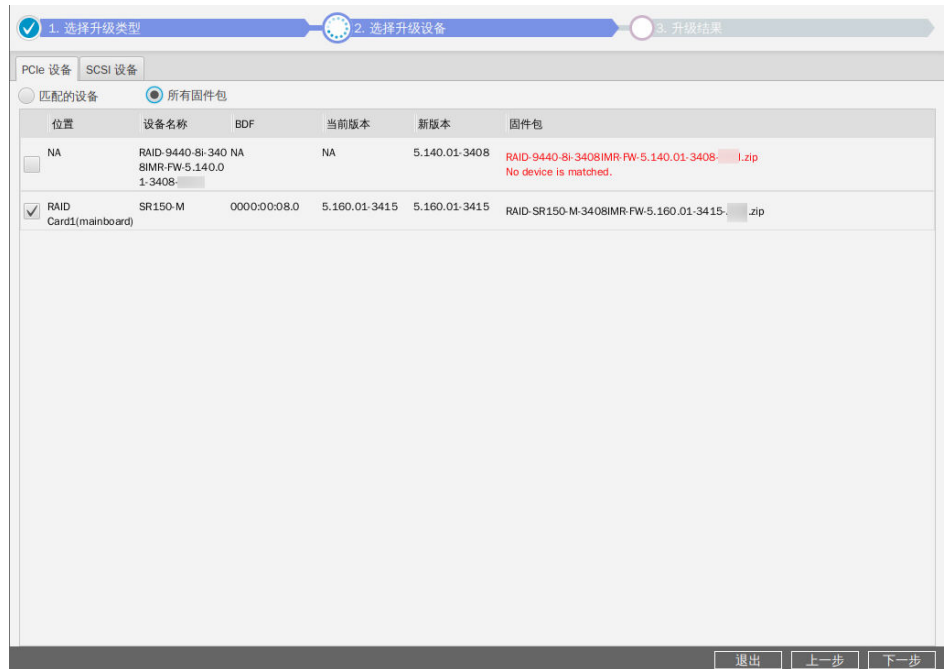 1. 选择升级类型
2. 选择升级设备
3. 升级结果
PCIe 设备
SCSI 设备
匹配的设备
所有固件包
位置 设备名称 BDF 当前版本 新版本 固件包
NA RAID-9440-8i-340 NA NA 5.140.01-3408 RAID-9440-8i-3408IMR-FW-5.140.01-3408- l.zip
8IMR-FW-5.140.0 No device is matched.
1-3408-
RAID SR150-M 0000:00:08.0 5.160.01-3415 5.160.01-3415 RAID-SR150-M-3408IMR-FW-5.160.01-3415- .zip
Card1(mainboard)
退出 上一步 下一步